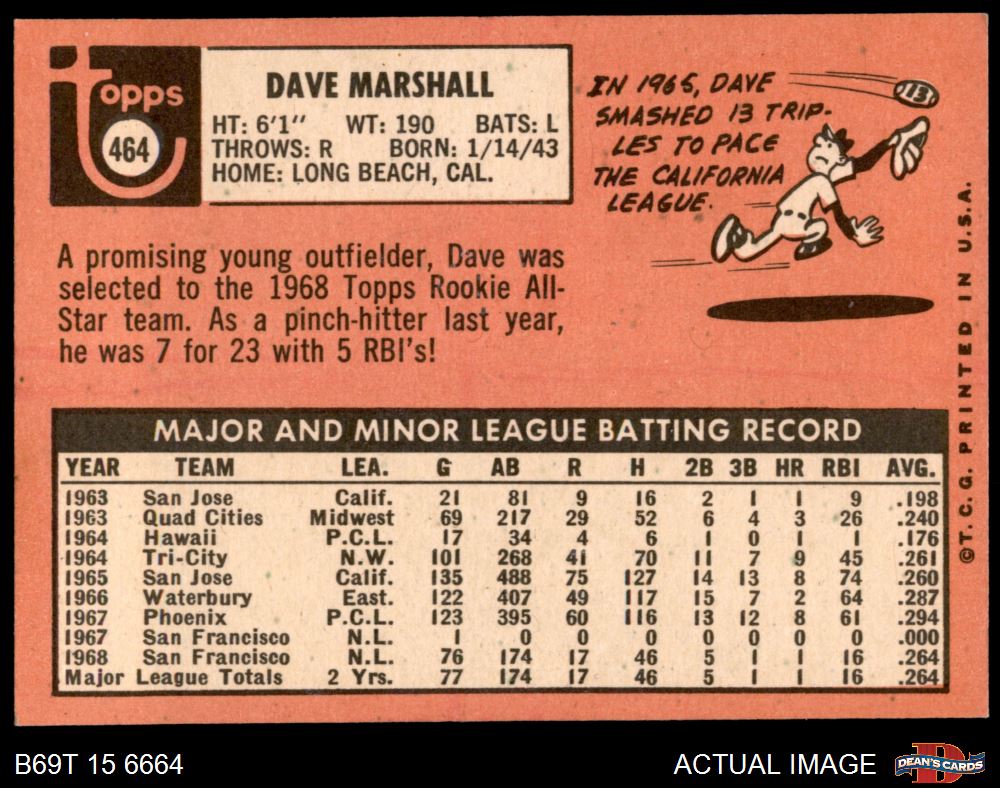 Topps
464
DAVE MARSHALL
HT: 6'1" WT: 190 BATS: L
THROWS: R BORN: 1/14/43
HOME: LONG BEACH, CAL.
IN 1965, DAVE
SMASHED 13 TRIP-
LES TO PACE
THE CALIFORNIA
LEAGUE.
13
A promising young outfielder, Dave was
selected to the 1968 Topps Rookie All-
Star team. As a pinch-hitter last year,
he was 7 for 23 with 5 RBI's!
MAJOR AND MINOR LEAGUE BATTING RECORD
YEAR TEAM LEA. G AB R H 2B 3B HR RBI AVG.
1963 San Jose Calif. 21 81 9 16 2 1 1 9 .198
1963 Quad Cities Midwest 69 217 29 52 6 4 3 26 .240
1964 Hawaii P.C.L. 17 34 4 6 1 0 1 1 .176
1964 Tri-City N.W. 101 268 41 70 11 7 9 45 .261
1965 San Jose Calif. 135 488 75 127 14 13 8 74 .260
1966 Waterbury East. 122 407 49 117 15 7 2 64 .287
1967 Phoenix P.C.L. 123 395 60 116 13 12 8 61 .294
1967 San Francisco N.L. 1 0 0 0 0 0 0 0 .000
1968 San Francisco N.L. 76 174 17 46 5 1 1 16 .264
Major League Totals 2 Yrs. 77 174 17 46 5 1 1 16 .264
©T.C.G. PRINTED IN U.S.A.
B69T 15 6664
ACTUAL IMAGE
D
DEAN'S CARDS